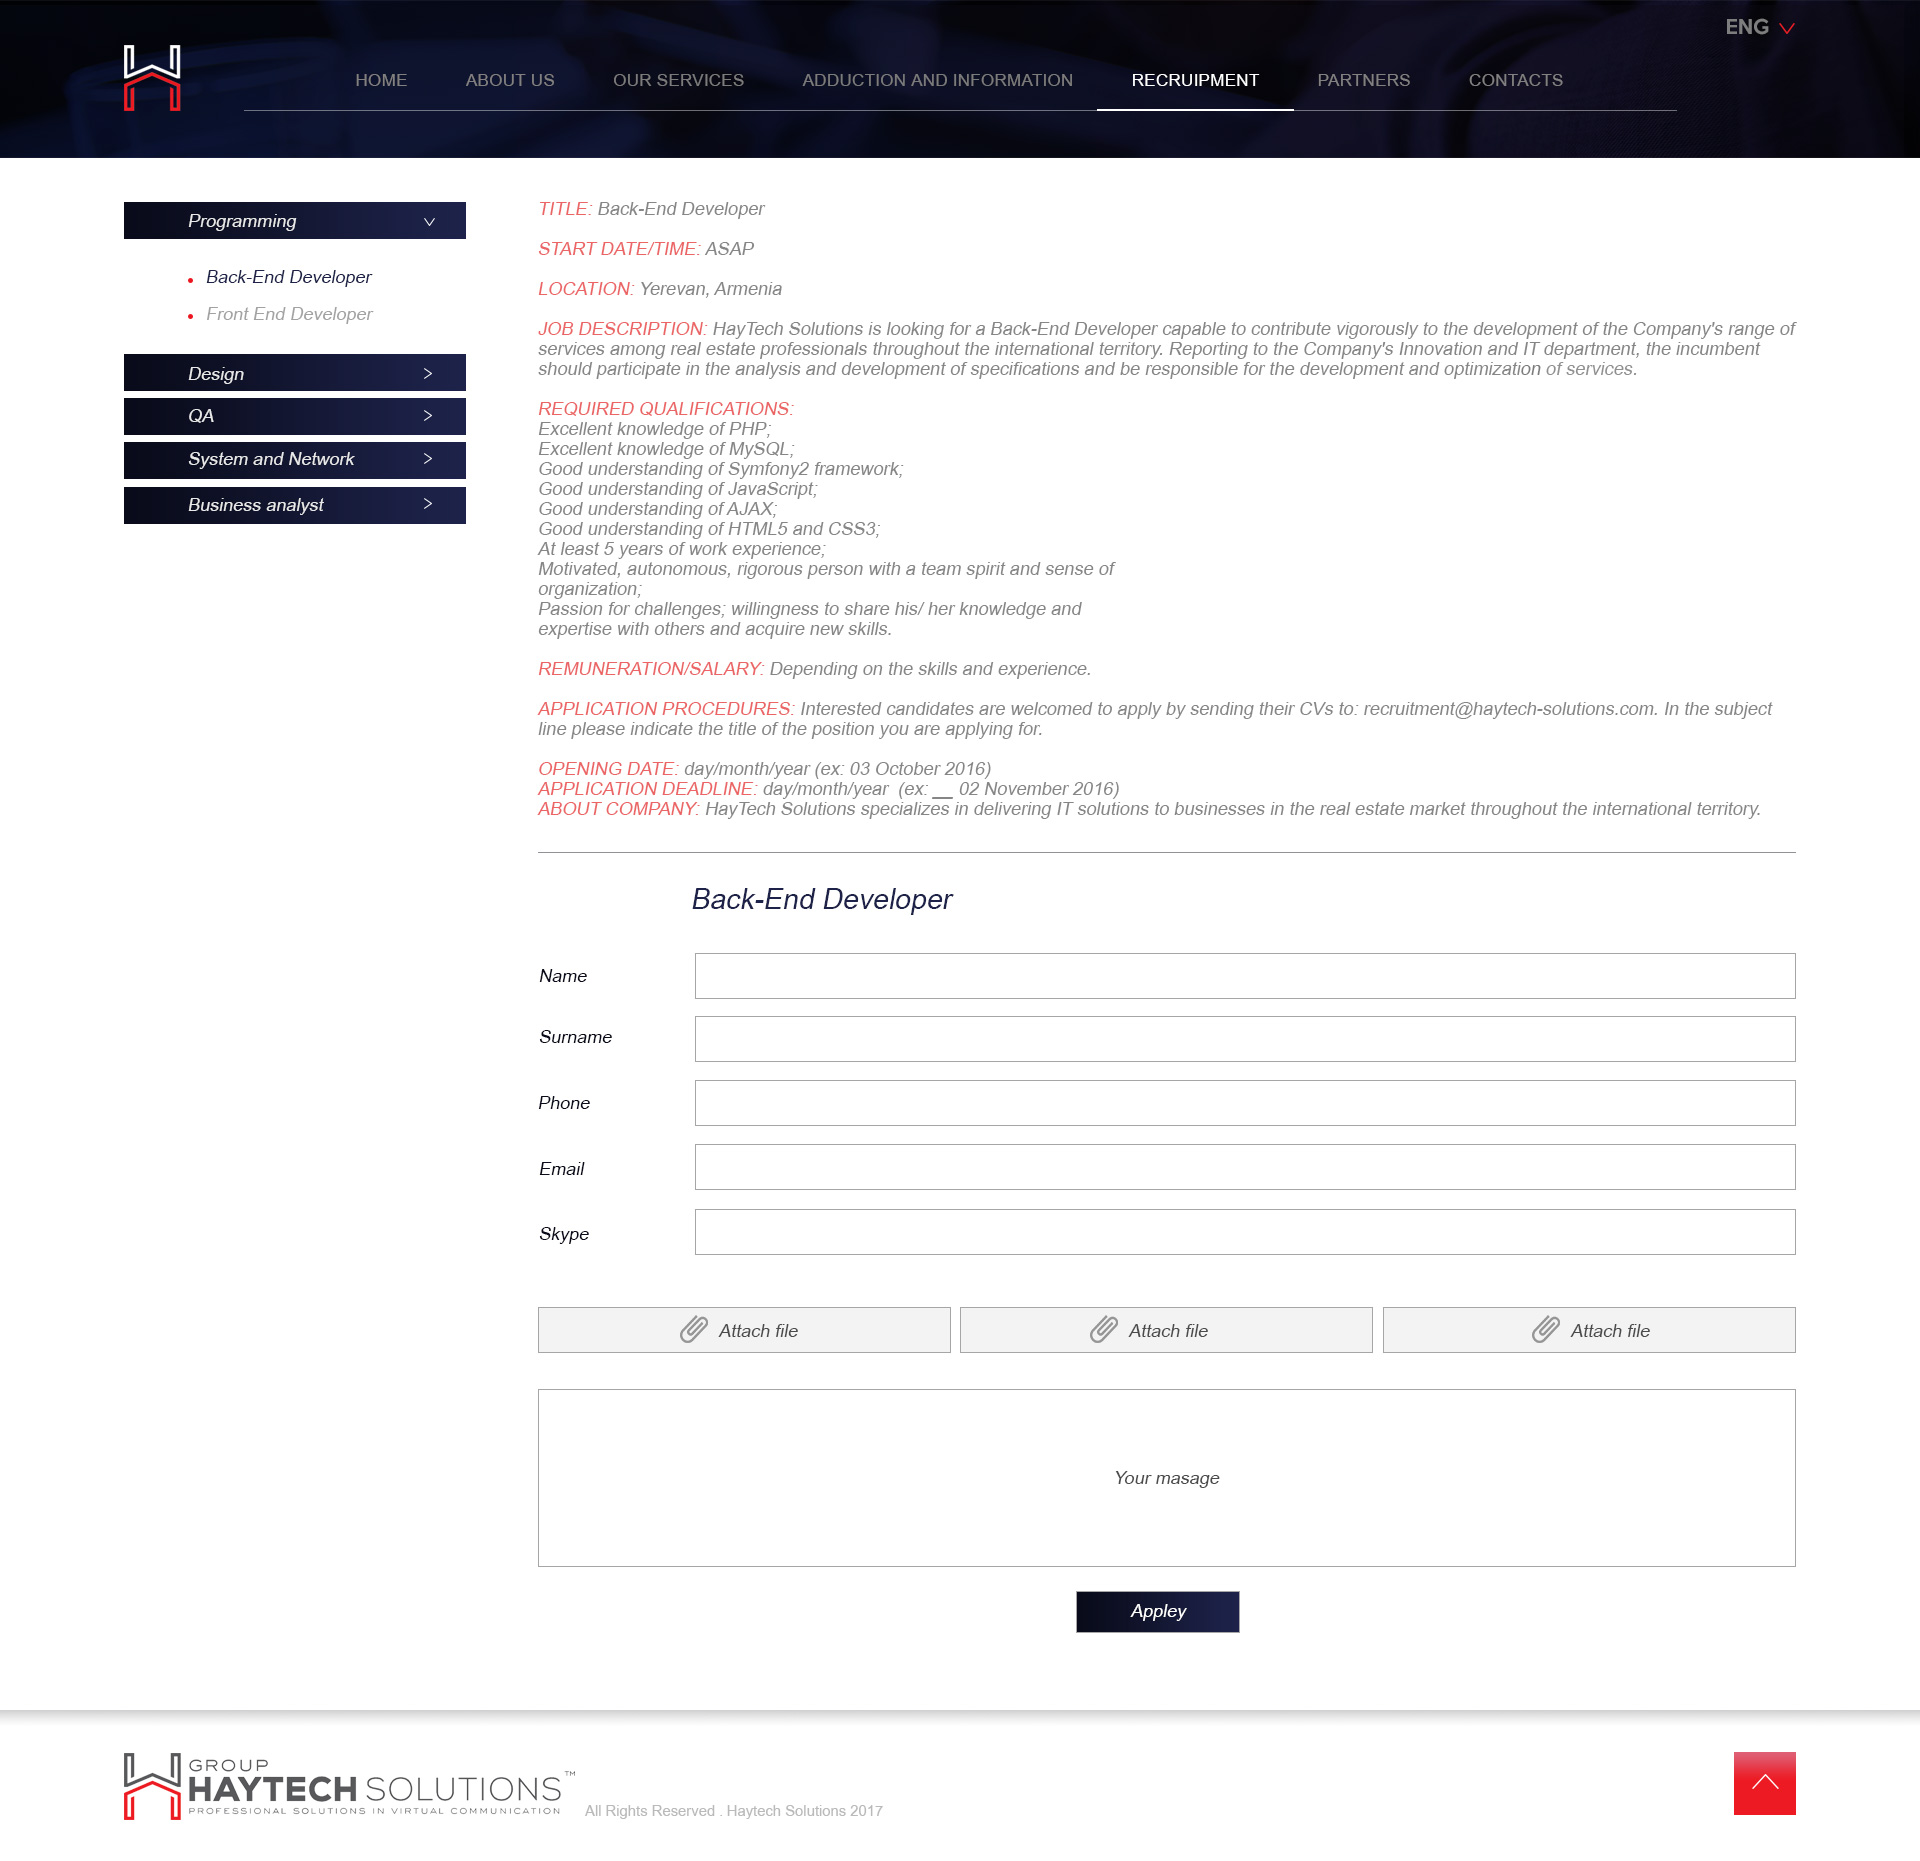 ENG
HOME ABOUT US OUR SERVICES ADDUCTION AND INFORMATION RECRUIPMENT PARTNERS CONTACTS
Programming
Back-End Developer
Front End Developer
Design
QA
System and Network
Business analyst
TITLE: Back-End Developer
START DATE/TIME: ASAP
LOCATION: Yerevan, Armenia
JOB DESCRIPTION: HayTech Solutions is looking for a Back-End Developer capable to contribute vigorously to the development of the Company's range of
services among real estate professionals throughout the international territory. Reporting to the Company's Innovation and IT department, the incumbent
should participate in the analysis and development of specifications and be responsible for the development and optimization of services.
REQUIRED QUALIFICATIONS:
Excellent knowledge of PHP;
Excellent knowledge of MySQL;
Good understanding of Symfony2 framework;
Good understanding of JavaScript;
Good understanding of AJAX;
Good understanding of HTML5 and CSS3;
At least 5 years of work experience;
Motivated, autonomous, rigorous person with a team spirit and sense of
organization;
Passion for challenges; willingness to share his/ her knowledge and
expertise with others and acquire new skills.
REMUNERATION/SALARY: Depending on the skills and experience.
APPLICATION PROCEDURES: Interested candidates are welcomed to apply by sending their CVs to: recruitment@haytech-solutions.com. In the subject
line please indicate the title of the position you are applying for.
OPENING DATE: day/month/year (ex: 03 October 2016)
APPLICATION DEADLINE: day/month/year (ex: __ 02 November 2016)
ABOUT COMPANY: HayTech Solutions specializes in delivering IT solutions to businesses in the real estate market throughout the international territory.
Back-End Developer
Name
Surname
Phone
Email
Skype
Attach file Attach file Attach file
Your masage
Appley
GROUP
HAYTECH SOLUTIONS™
PROFESSIONAL SOLUTIONS IN VIRTUAL COMMUNICATION
All Rights Reserved . Haytech Solutions 2017